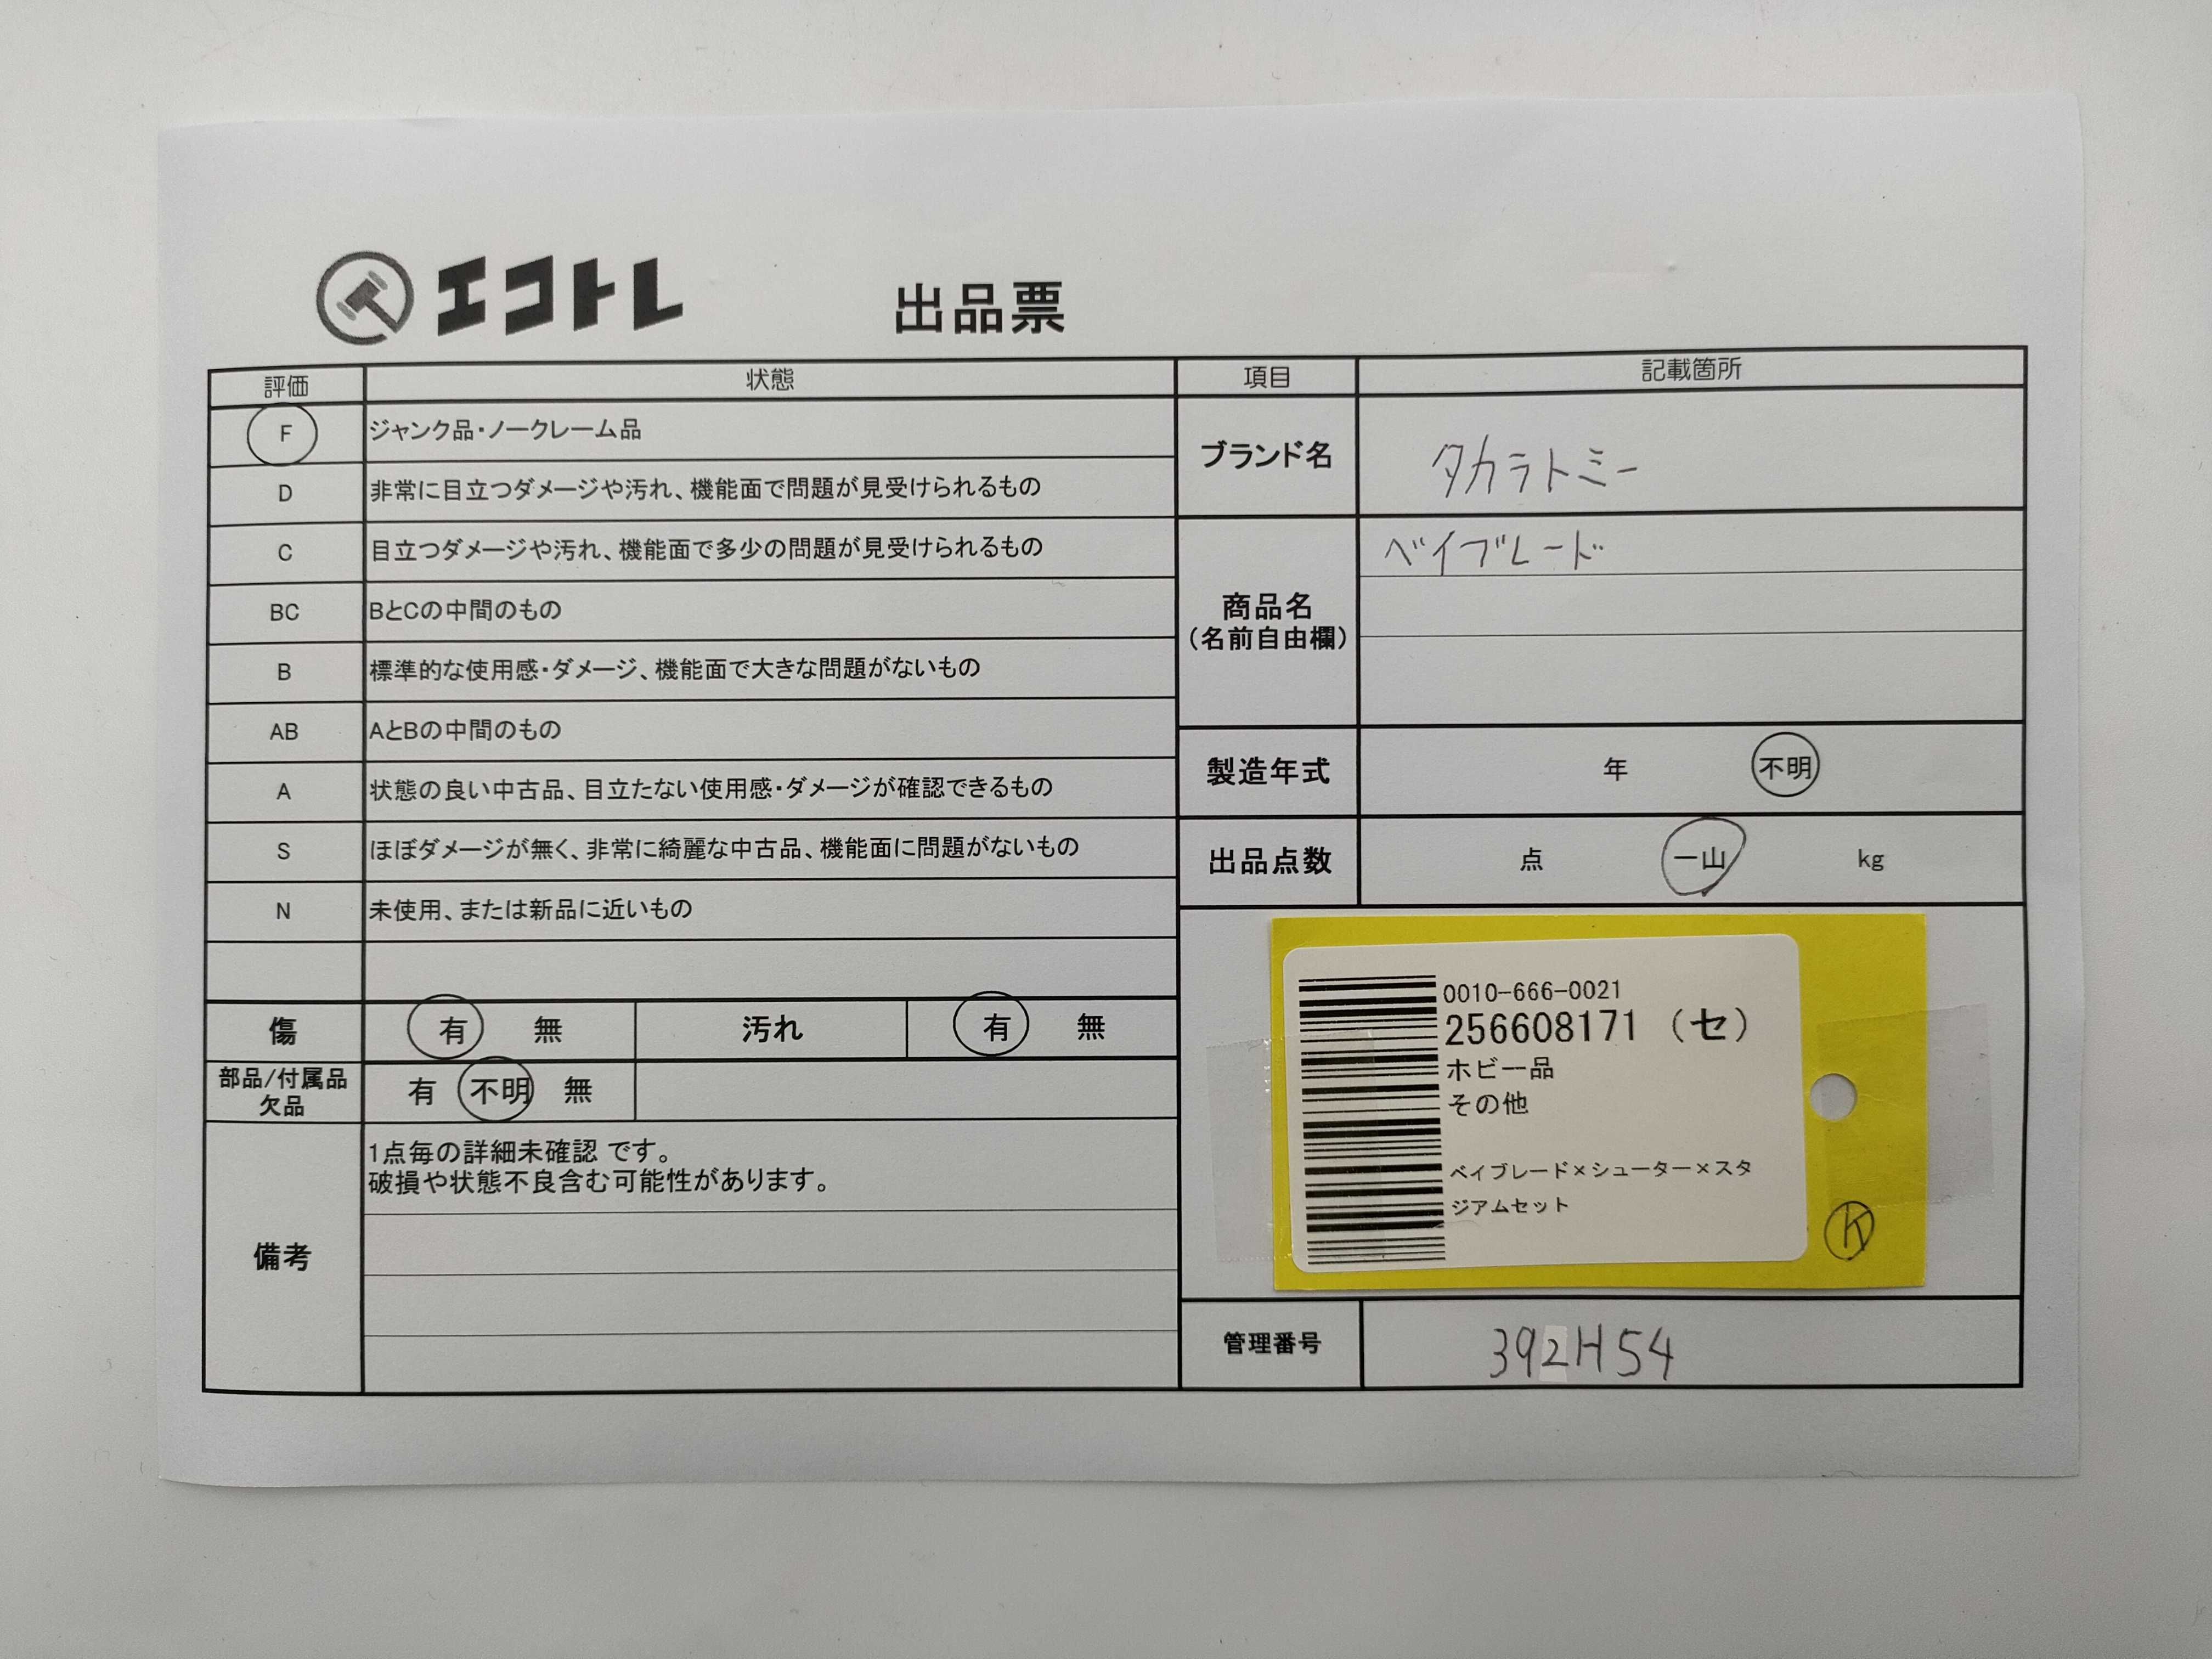 エコトレ
出品票
評価 状態
F ジャンク品・ノークレーム品
D 非常に目立つダメージや汚れ、機能面で問題が見受けられるもの
C 目立つダメージや汚れ、機能面で多少の問題が見受けられるもの
BC BとCの中間のもの
B 標準的な使用感・ダメージ、機能面で大きな問題がないもの
AB AとBの中間のもの
A 状態の良い中古品、目立たない使用感・ダメージが確認できるもの
S ほぼダメージが無く、非常に綺麗な中古品、機能面に問題がないもの
N 未使用、または新品に近いもの
傷 有 無 汚れ 有 無
部品/付属品
欠品
有 不明 無
備考
1点毎の詳細未確認 です。
破損や状態不良含む可能性があります。
項目 記載箇所
ブランド名 タカラトミー
商品名
(名前自由欄)
ベイブレード
製造年式 年 不明
出品点数 点 一山 kg
0010-666-0021
256608171 (セ)
ホビー品
その他
ベイブレード×シューター×スタ
ジアムセット
K
管理番号 392H54